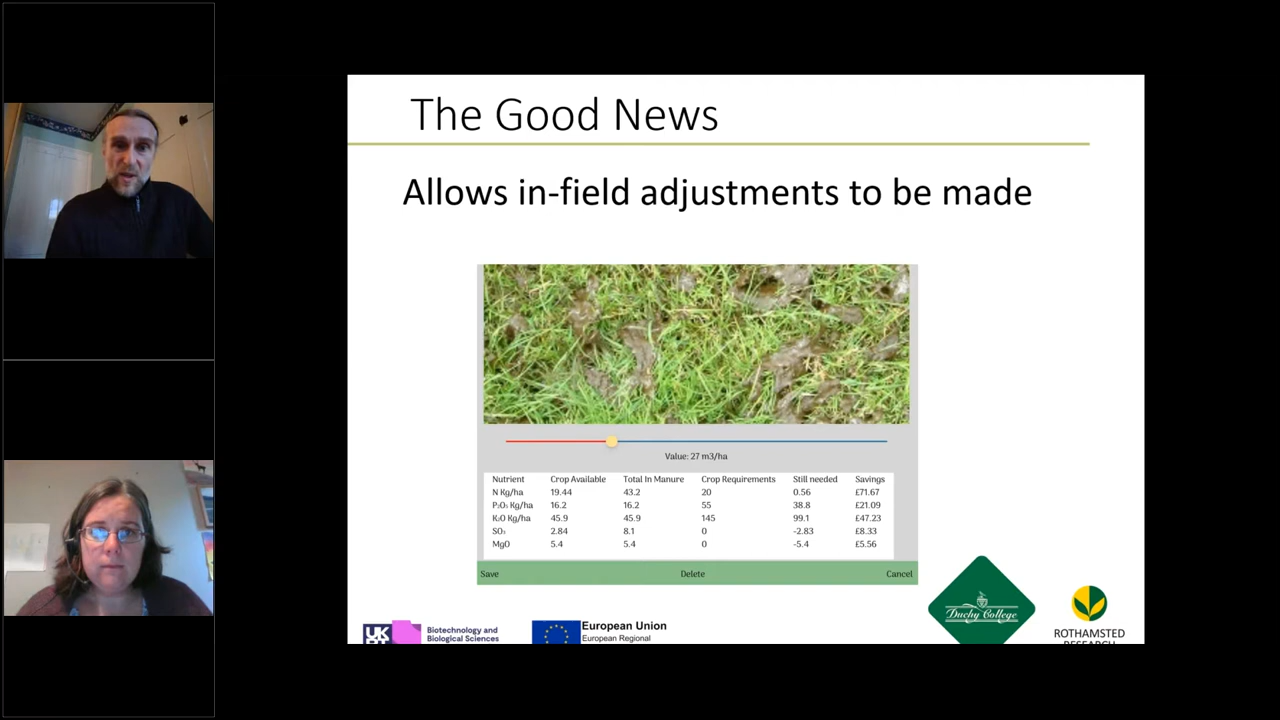 The Good News
Allows in-field adjustments to be made
Value: 27 m3/ha
Nutrient Crop Available Total In Manure Crop Requirements Still needed Savings
N Kg/ha 19.44 43.2 20 0.56 £71.67
P₂O₅ Kg/ha 16.2 16.2 55 38.8 £21.09
K₂O Kg/ha 45.9 45.9 145 99.1 £47.23
SO₃ 2.84 8.1 0 -2.83 £8.33
MgO 5.4 5.4 0 -5.4 £5.56
Save Delete Cancel
UK
Biotechnology and
Biological Sciences
European Union
European Regional
Duchy College
ROTHAMSTED
RESEARCH